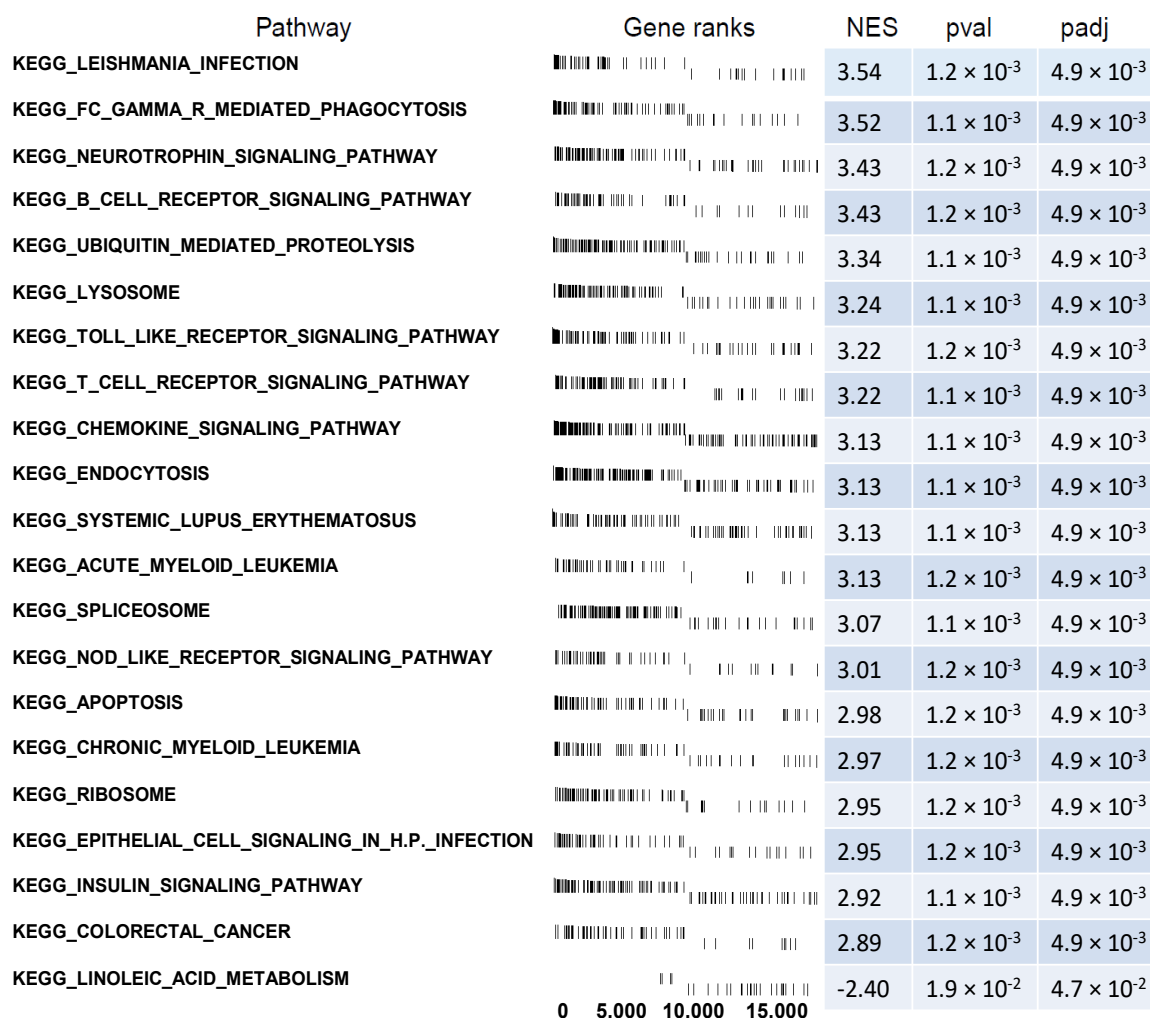 Pathway Gene ranks NES pval padj
KEGG_LEISHMANIA_INFECTION 3.54 1.2 × 10⁻³ 4.9 × 10⁻³
KEGG_FC_GAMMA_R_MEDIATED_PHAGOCYTOSIS 3.52 1.1 × 10⁻³ 4.9 × 10⁻³
KEGG_NEUROTROPHIN_SIGNALING_PATHWAY 3.43 1.2 × 10⁻³ 4.9 × 10⁻³
KEGG_B_CELL_RECEPTOR_SIGNALING_PATHWAY 3.43 1.2 × 10⁻³ 4.9 × 10⁻³
KEGG_UBIQUITIN_MEDIATED_PROTEOLYSIS 3.34 1.1 × 10⁻³ 4.9 × 10⁻³
KEGG_LYSOSOME 3.24 1.1 × 10⁻³ 4.9 × 10⁻³
KEGG_TOLL_LIKE_RECEPTOR_SIGNALING_PATHWAY 3.22 1.2 × 10⁻³ 4.9 × 10⁻³
KEGG_T_CELL_RECEPTOR_SIGNALING_PATHWAY 3.22 1.1 × 10⁻³ 4.9 × 10⁻³
KEGG_CHEMOKINE_SIGNALING_PATHWAY 3.13 1.1 × 10⁻³ 4.9 × 10⁻³
KEGG_ENDOCYTOSIS 3.13 1.1 × 10⁻³ 4.9 × 10⁻³
KEGG_SYSTEMIC_LUPUS_ERYTHEMATOSUS 3.13 1.1 × 10⁻³ 4.9 × 10⁻³
KEGG_ACUTE_MYELOID_LEUKEMIA 3.13 1.2 × 10⁻³ 4.9 × 10⁻³
KEGG_SPLICEOSOME 3.07 1.1 × 10⁻³ 4.9 × 10⁻³
KEGG_NOD_LIKE_RECEPTOR_SIGNALING_PATHWAY 3.01 1.2 × 10⁻³ 4.9 × 10⁻³
KEGG_APOPTOSIS 2.98 1.2 × 10⁻³ 4.9 × 10⁻³
KEGG_CHRONIC_MYELOID_LEUKEMIA 2.97 1.2 × 10⁻³ 4.9 × 10⁻³
KEGG_RIBOSOME 2.95 1.2 × 10⁻³ 4.9 × 10⁻³
KEGG_EPITHELIAL_CELL_SIGNALING_IN_H.P._INFECTION 2.95 1.2 × 10⁻³ 4.9 × 10⁻³
KEGG_INSULIN_SIGNALING_PATHWAY 2.92 1.1 × 10⁻³ 4.9 × 10⁻³
KEGG_COLORECTAL_CANCER 2.89 1.2 × 10⁻³ 4.9 × 10⁻³
KEGG_LINOLEIC_ACID_METABOLISM -2.40 1.9 × 10⁻² 4.7 × 10⁻²
0 5.000 10.000 15.000